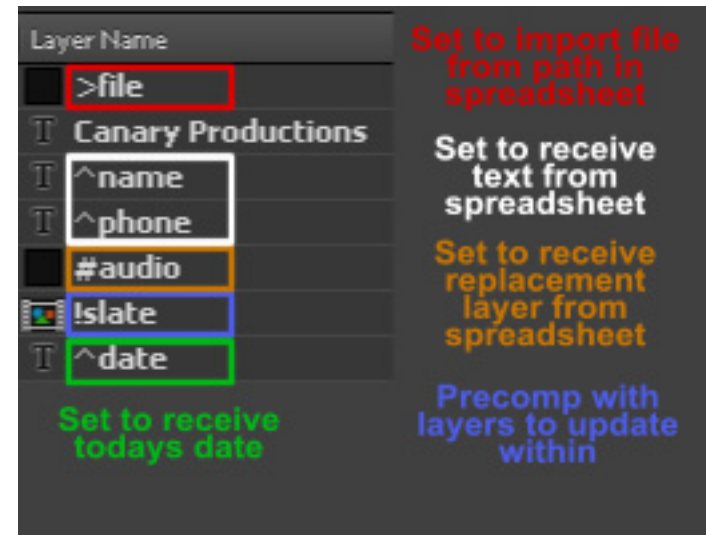 Layer Name
>file
T Canary Productions
T ^name
T ^phone
#audio
!slate
T ^date
Set to receive
todays date
Set to import file
from path in
spreadsheet
Set to receive
text from
spreadsheet
Set to receive
replacement
layer from
spreadsheet
Precomp with
layers to update
within